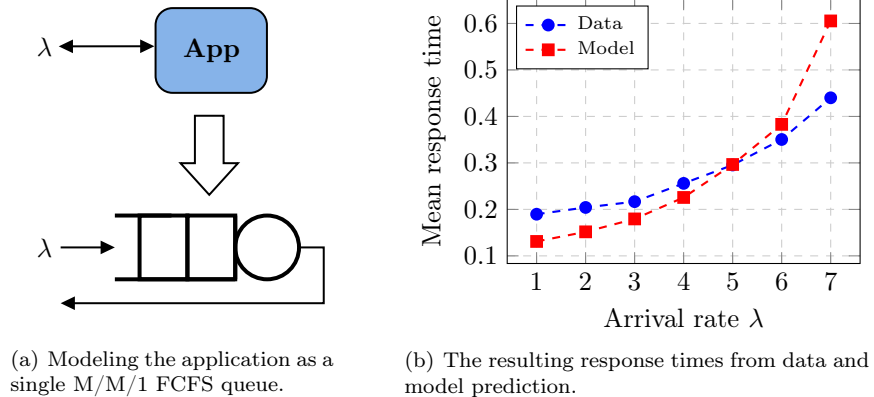 λ
App
λ
(a) Modeling the application as a
single M/M/1 FCFS queue.
Mean response time
0.6
0.5
0.4
0.3
0.2
0.1
Data
Model
1 2 3 4 5 6 7
Arrival rate λ
(b) The resulting response times from data and
model prediction.